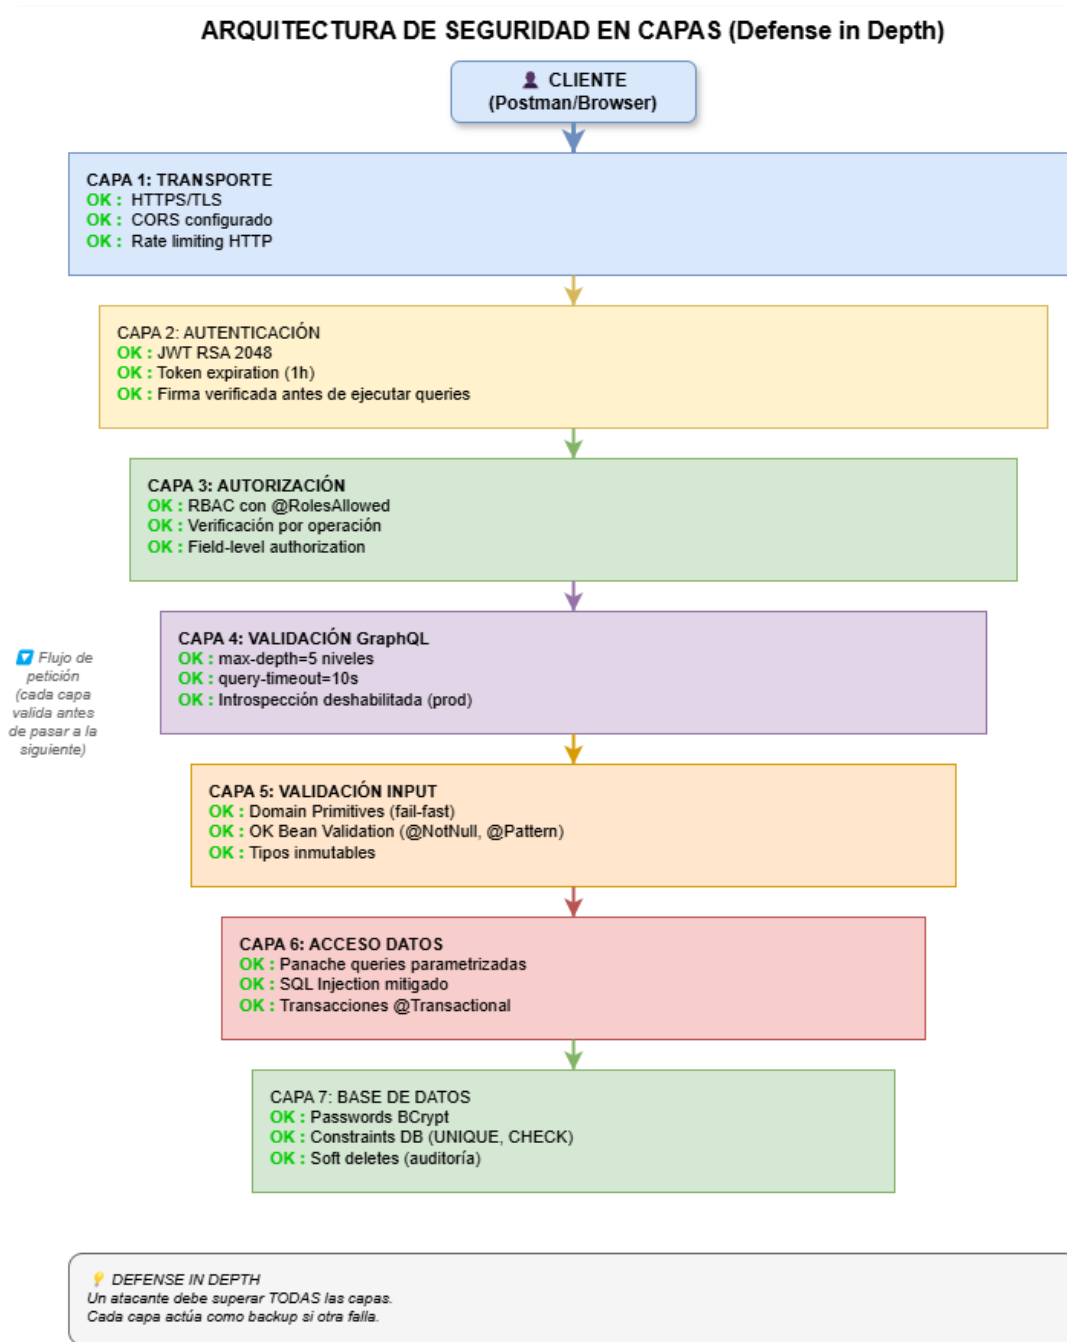 ARQUITECTURA DE SEGURIDAD EN CAPAS (Defense in Depth)
CLIENTE
(Postman/Browser)
CAPA 1: TRANSPORTE
OK : HTTPS/TLS
OK : CORS configurado
OK : Rate limiting HTTP
CAPA 2: AUTENTICACIÓN
OK : JWT RSA 2048
OK : Token expiration (1h)
OK : Firma verificada antes de ejecutar queries
CAPA 3: AUTORIZACIÓN
OK : RBAC con @RolesAllowed
OK : Verificación por operación
OK : Field-level authorization
CAPA 4: VALIDACIÓN GraphQL
OK : max-depth=5 niveles
OK : query-timeout=10s
OK : Introspección deshabilitada (prod)
Flujo de
petición
(cada capa
valida antes
de pasar a la
siguiente)
CAPA 5: VALIDACIÓN INPUT
OK : Domain Primitives (fail-fast)
OK : OK Bean Validation (@NotNull, @Pattern)
OK : Tipos inmutables
CAPA 6: ACCESO DATOS
OK : Panache queries parametrizadas
OK : SQL Injection mitigado
OK : Transacciones @Transactional
CAPA 7: BASE DE DATOS
OK : Passwords BCrypt
OK : Constraints DB (UNIQUE, CHECK)
OK : Soft deletes (auditoría)
DEFENSE IN DEPTH
Un atacante debe superar TODAS las capas.
Cada capa actúa como backup si otra falla.